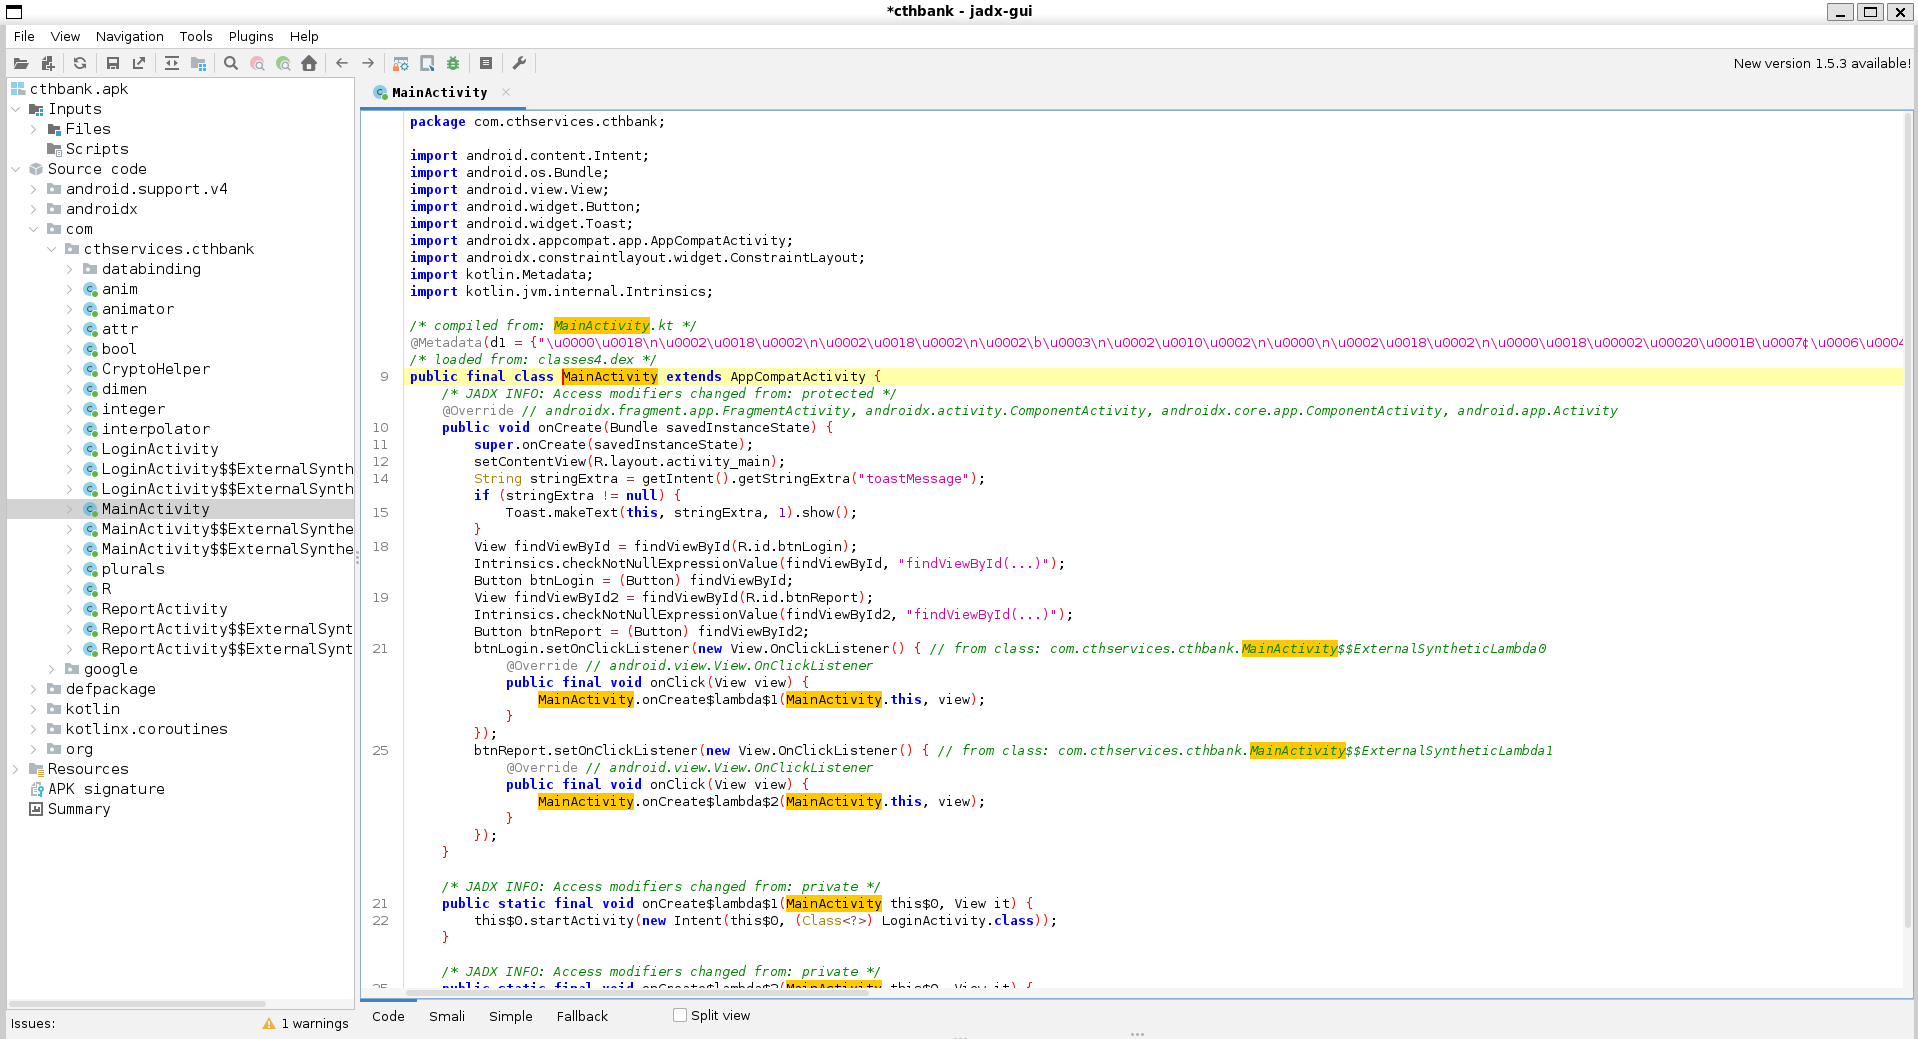 *cthbank - jadx-gui
File View Navigation Tools Plugins Help
New version 1.5.3 available!
cthbank.apk
Inputs
Files
Scripts
Source code
android.support.v4
androidx
com
cthservices.cthbank
databinding
anim
animator
attr
bool
CryptoHelper
dimen
integer
interpolator
LoginActivity
LoginActivity$$ExternalSynth
LoginActivity$$ExternalSynth
MainActivity
MainActivity$$ExternalSynthe
MainActivity$$ExternalSynthe
plurals
R
ReportActivity
ReportActivity$$ExternalSynt
ReportActivity$$ExternalSynt
google
defpackage
kotlin
kotlinx.coroutines
org
Resources
APK signature
Summary
Issues: 1 warnings
MainActivity
package com.cthservices.cthbank;
import android.content.Intent;
import android.os.Bundle;
import android.view.View;
import android.widget.Button;
import android.widget.Toast;
import androidx.appcompat.app.AppCompatActivity;
import androidx.constraintlayout.widget.ConstraintLayout;
import kotlin.Metadata;
import kotlin.jvm.internal.Intrinsics;
/* compiled from: MainActivity.kt */
@Metadata(d1 = {"\u0000\u0018\n\u0002\u0018\u0002\n\u0002\u0018\u0002\n\u0002\b\u0003\n\u0002\u0010\u0002\n\u0000\n\u0002\u0018\u0002\n\u0000\u0018\u00002\u00020\u0001B\u0007¢\u0006\u0004
/* loaded from: classes4.dex */
9 public final class MainActivity extends AppCompatActivity {
/* JADX INFO: Access modifiers changed from: protected */
@Override // androidx.fragment.app.FragmentActivity, androidx.activity.ComponentActivity, androidx.core.app.ComponentActivity, android.app.Activity
10 public void onCreate(Bundle savedInstanceState) {
11 super.onCreate(savedInstanceState);
12 setContentView(R.layout.activity_main);
14 String stringExtra = getIntent().getStringExtra("toastMessage");
if (stringExtra != null) {
15 Toast.makeText(this, stringExtra, 1).show();
}
18 View findViewById = findViewById(R.id.btnLogin);
Intrinsics.checkNotNullExpressionValue(findViewById, "findViewById(...)");
Button btnLogin = (Button) findViewById;
19 View findViewById2 = findViewById(R.id.btnReport);
Intrinsics.checkNotNullExpressionValue(findViewById2, "findViewById(...)");
Button btnReport = (Button) findViewById2;
21 btnLogin.setOnClickListener(new View.OnClickListener() { // from class: com.cthservices.cthbank.MainActivity$$ExternalSyntheticLambda0
@Override // android.view.View.OnClickListener
public final void onClick(View view) {
MainActivity.onCreate$lambda$1(MainActivity.this, view);
}
});
25 btnReport.setOnClickListener(new View.OnClickListener() { // from class: com.cthservices.cthbank.MainActivity$$ExternalSyntheticLambda1
@Override // android.view.View.OnClickListener
public final void onClick(View view) {
MainActivity.onCreate$lambda$2(MainActivity.this, view);
}
});
}
/* JADX INFO: Access modifiers changed from: private */
21 public static final void onCreate$lambda$1(MainActivity this$0, View it) {
22 this$0.startActivity(new Intent(this$0, (Class<?>) LoginActivity.class));
}
/* JADX INFO: Access modifiers changed from: private */
25 public static final void onCreate$lambda$2(MainActivity this$0, View it) {
Code Smali Simple Fallback Split view